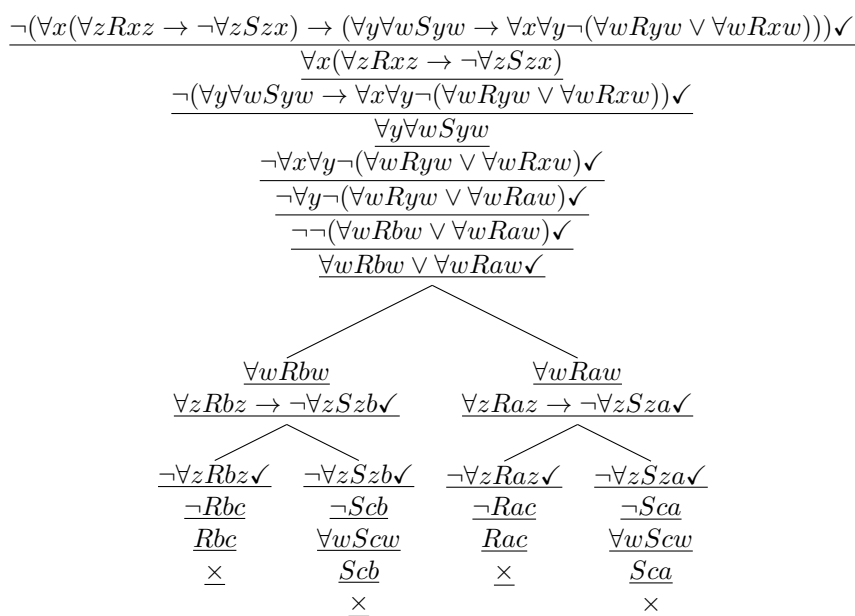 ¬(∀x(∀zRxz → ¬∀zSzx) → (∀y∀wSyw → ∀x∀y¬(∀wRyw ∨ ∀wRxw)))✓
∀x(∀zRxz → ¬∀zSzx)
¬(∀y∀wSyw → ∀x∀y¬(∀wRyw ∨ ∀wRxw))✓
∀y∀wSyw
¬∀x∀y¬(∀wRyw ∨ ∀wRxw)✓
¬∀y¬(∀wRyw ∨ ∀wRaw)✓
¬¬(∀wRbw ∨ ∀wRaw)✓
∀wRbw ∨ ∀wRaw✓
∀wRbw ∀wRaw
∀zRbz → ¬∀zSzb✓ ∀zRaz → ¬∀zSza✓
¬∀zRbz✓ ¬∀zSzb✓ ¬∀zRaz✓ ¬∀zSza✓
¬Rbc ¬Scb ¬Rac ¬Sca
Rbc ∀wScw Rac ∀wScw
× Scb × Sca
× ×